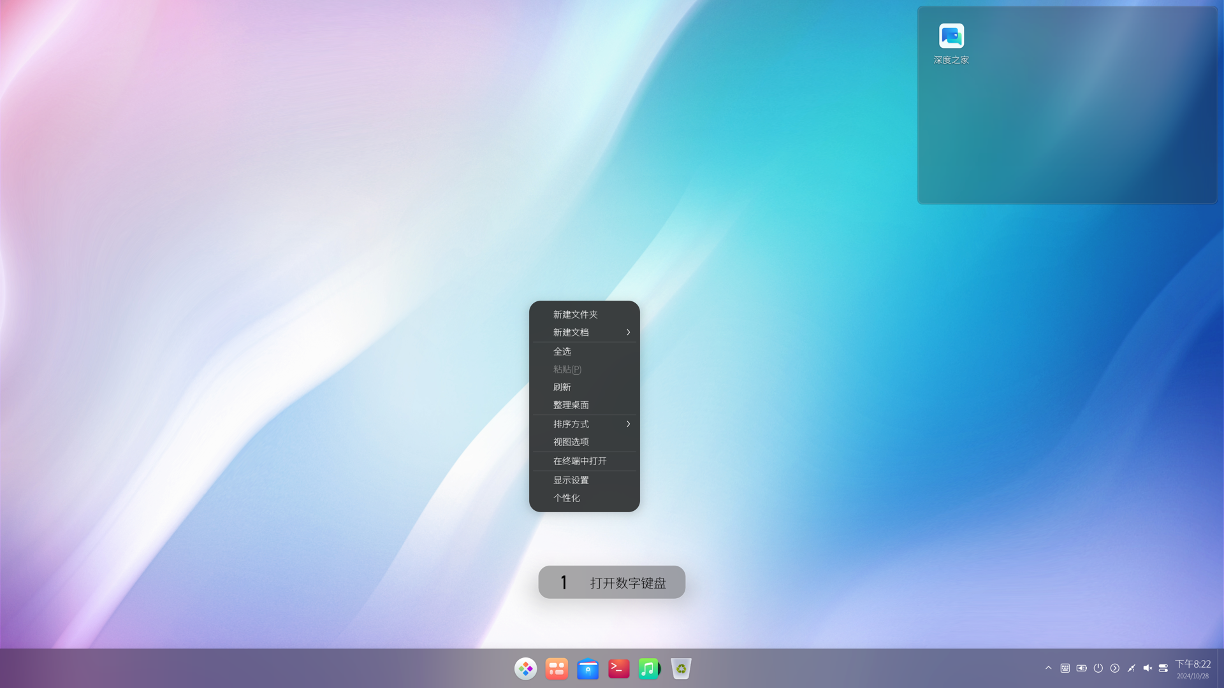 深度之家
新建文件夹
新建文档
全选
粘贴(P)
刷新
整理桌面
排序方式
视图选项
在终端中打开
显示设置
个性化
1 打开数字键盘
下午8:22
2024/10/28